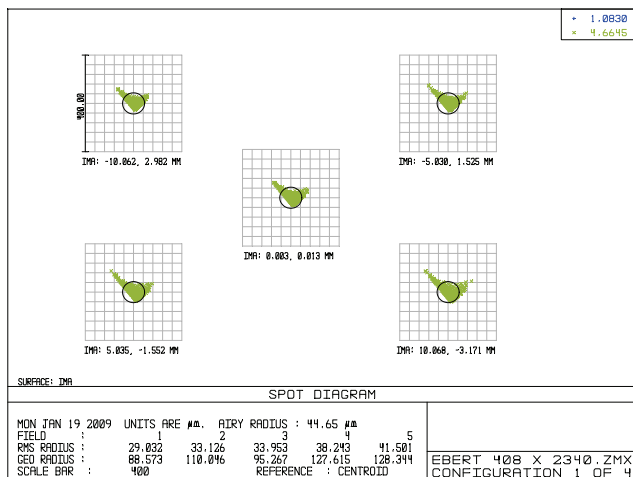 + 1.0830
× 4.6645
400.00
IMA: -10.062, 2.982 MM
IMA: -5.030, 1.525 MM
IMA: 0.003, 0.013 MM
IMA: 5.035, -1.552 MM
IMA: 10.068, -3.171 MM
SURFACE: IMA
SPOT DIAGRAM
MON JAN 19 2009 UNITS ARE µm. AIRY RADIUS : 44.65 µm
FIELD : 1 2 3 4 5
RMS RADIUS : 29.032 33.126 33.953 38.243 41.501
GEO RADIUS : 88.573 110.046 95.267 127.615 128.344
SCALE BAR : 400 REFERENCE : CENTROID
EBERT 408 X 2340.ZMX
CONFIGURATION 1 OF 4